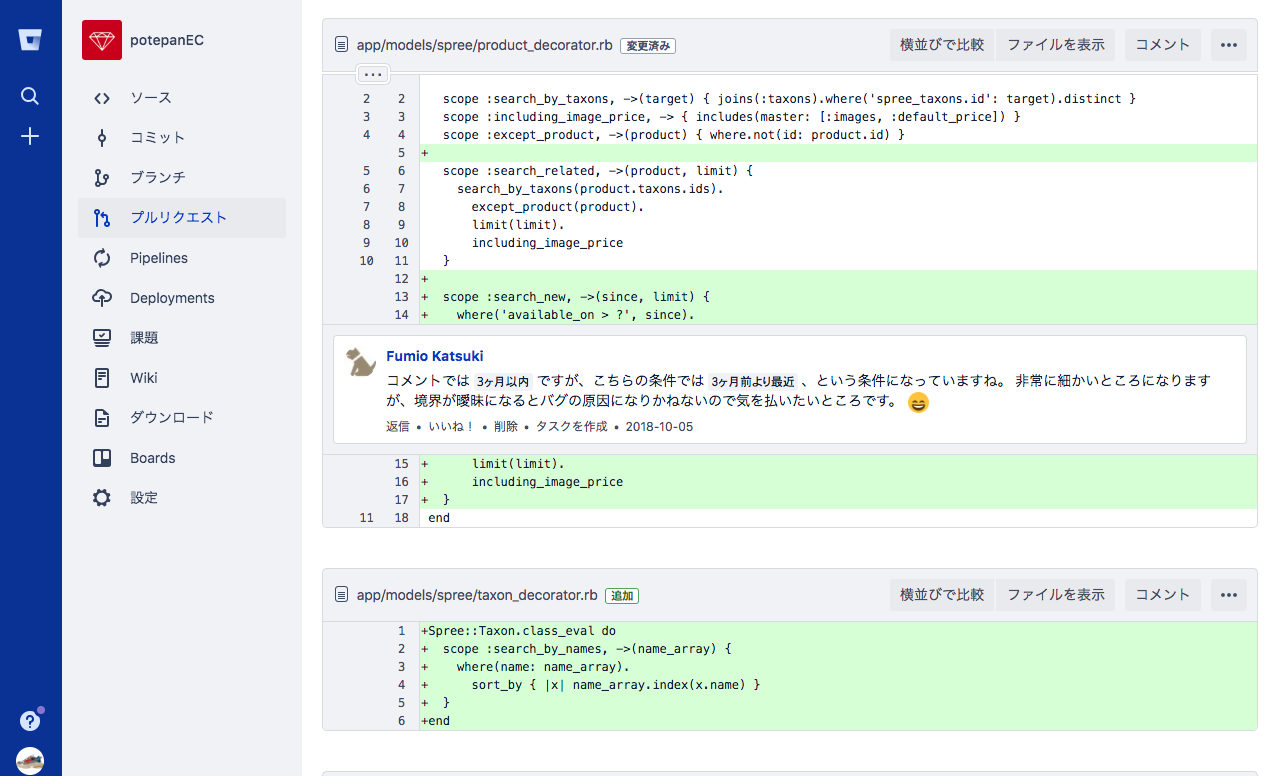 potepanEC
ソース
コミット
ブランチ
プルリクエスト
Pipelines
Deployments
課題
Wiki
ダウンロード
Boards
設定
?
app/models/spree/product_decorator.rb 変更済み 横並びで比較 ファイルを表示 コメント •••
...
2 2 scope :search_by_taxons, ->(target) { joins(:taxons).where('spree_taxons.id': target).distinct }
3 3 scope :including_image_price, -> { includes(master: [:images, :default_price]) }
4 4 scope :except_product, ->(product) { where.not(id: product.id) }
5 +
5 6 scope :search_related, ->(product, limit) {
6 7 search_by_taxons(product.taxons.ids).
7 8 except_product(product).
8 9 limit(limit).
9 10 including_image_price
10 11 }
12 +
13 + scope :search_new, ->(since, limit) {
14 + where('available_on > ?', since).
Fumio Katsuki
コメントでは 3ヶ月以内 ですが、こちらの条件では 3ヶ月前より最近 、という条件になっていますね。 非常に細かいところになります
が、境界が曖昧になるとバグの原因になりかねないので気を払いたいところです。 😄
返信 • いいね！ • 削除 • タスクを作成 • 2018-10-05
15 + limit(limit).
16 + including_image_price
17 + }
11 18 end
app/models/spree/taxon_decorator.rb 追加 横並びで比較 ファイルを表示 コメント •••
1 +Spree::Taxon.class_eval do
2 + scope :search_by_names, ->(name_array) {
3 + where(name: name_array).
4 + sort_by { |x| name_array.index(x.name) }
5 + }
6 +end